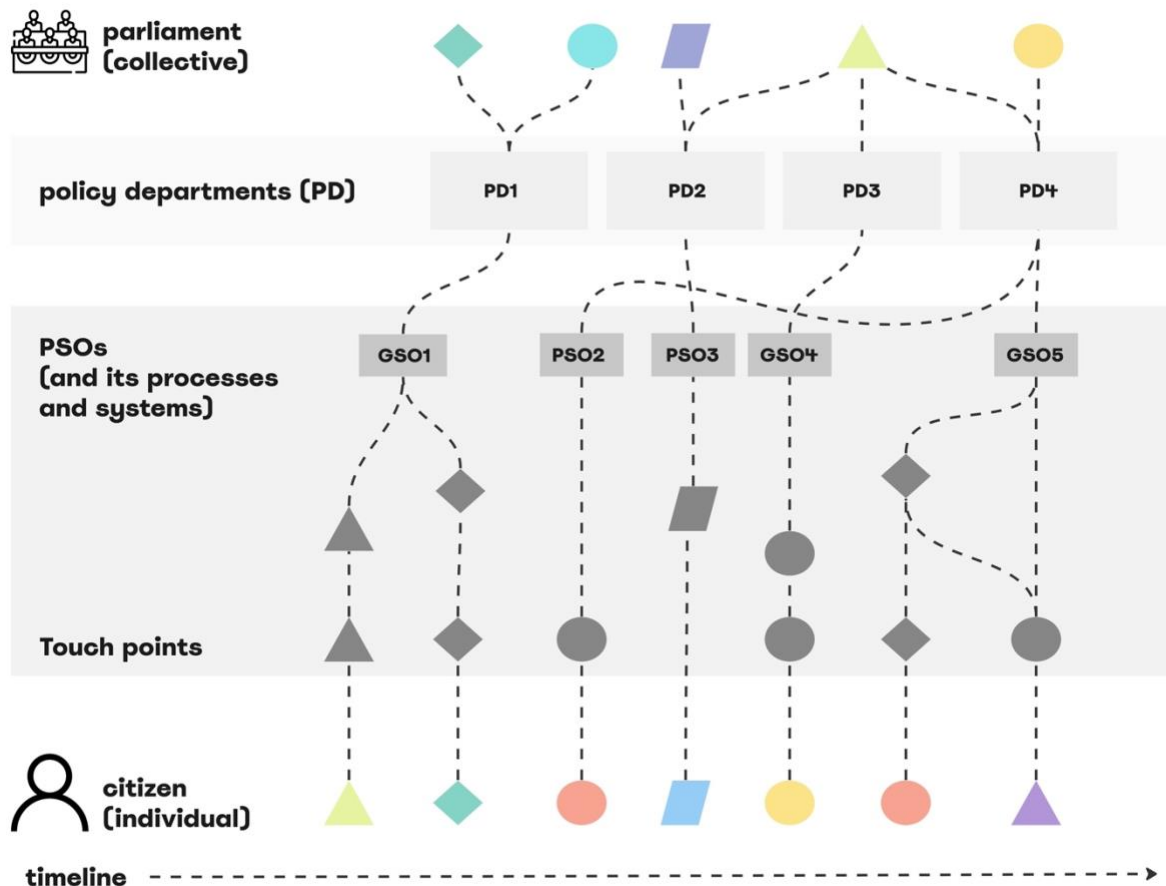 parliament
(collective)
policy departments (PD)
PD1
PD2
PD3
PD4
PSOs
(and its processes
and systems)
GSO1
PSO2
PSO3
GSO4
GSO5
Touch points
citizen
(individual)
timeline